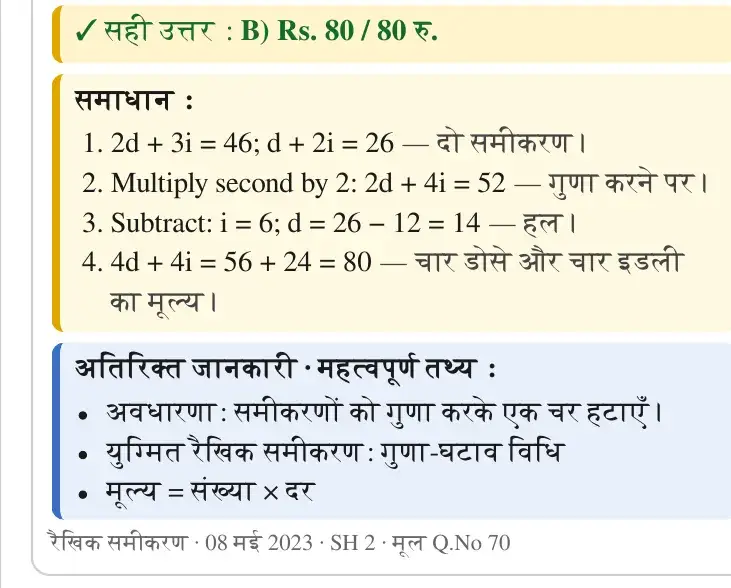 ✓ सही उत्तर : B) Rs. 80 / 80 रु.
समाधान :
1. 2d + 3i = 46; d + 2i = 26 — दो समीकरण।
2. Multiply second by 2: 2d + 4i = 52 — गुणा करने पर।
3. Subtract: i = 6; d = 26 − 12 = 14 — हल।
4. 4d + 4i = 56 + 24 = 80 — चार डोसे और चार इडली
का मूल्य।
अतिरिक्त जानकारी · महत्वपूर्ण तथ्य :
• अवधारणा : समीकरणों को गुणा करके एक चर हटाएँ।
• युग्मित रैखिक समीकरण : गुणा-घटाव विधि
• मूल्य = संख्या × दर
रैखिक समीकरण · 08 मई 2023 · SH 2 · मूल Q.No 70